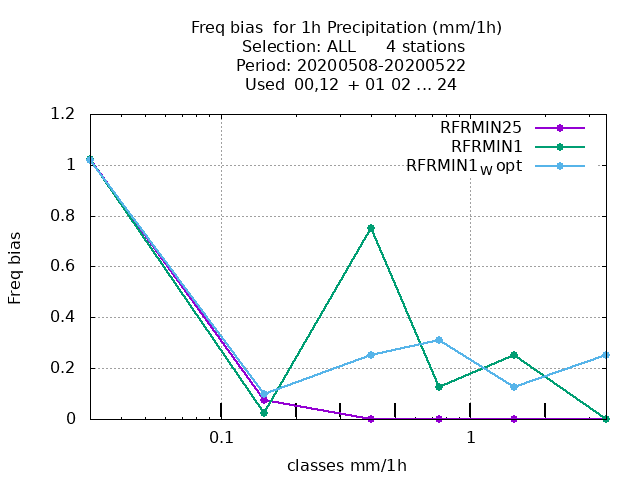 Freq bias  for 1h Precipitation (mm/1h)
Selection: ALL      4 stations
Period: 20200508-20200522
Used  00,12  + 01 02 ... 24
RFRMIN25
RFRMIN1
RFRMIN1w opt
1.2
1
0.8
0.6
0.4
0.2
0
Freq bias
0.1 1
classes mm/1h